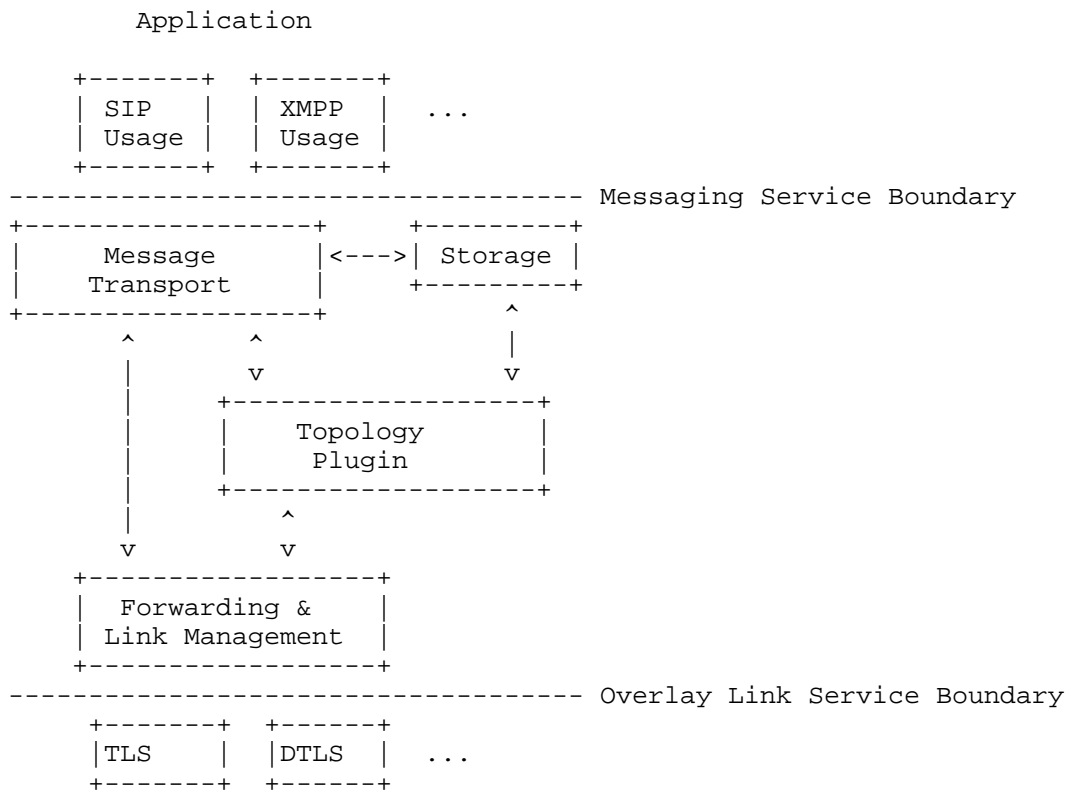 Application
SIP Usage
XMPP Usage
...
Messaging Service Boundary
Message Transport
Storage
Topology Plugin
Forwarding & Link Management
Overlay Link Service Boundary
TLS
DTLS
...